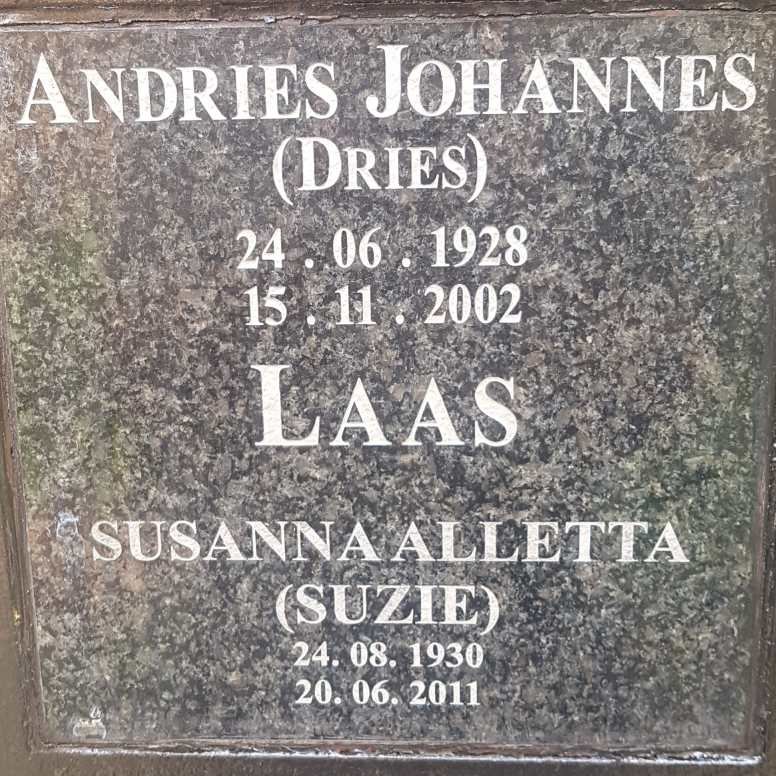 ANDRIES JOHANNES
(DRIES)
24 . 06 . 1928
15 . 11 . 2002
LAAS
SUSANNA ALLETTA
(SUZIE)
24. 08. 1930
20. 06. 2011